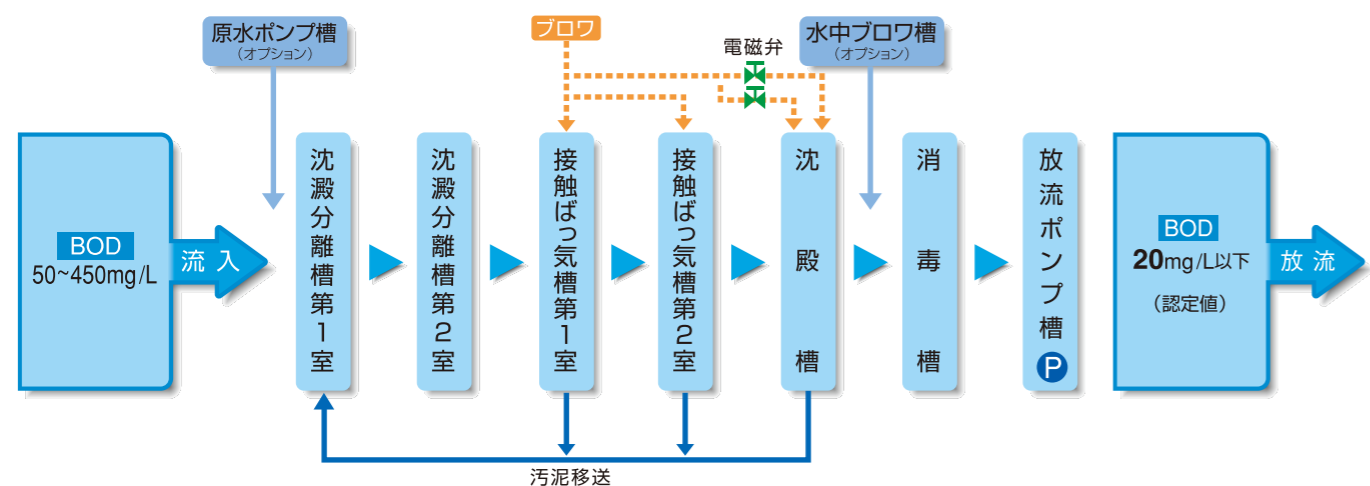 原水ポンプ槽
（オプション）
ブロワ
電磁弁
水中ブロワ槽
（オプション）
BOD
50~450mg/L
流入
沈澱分離槽第1室
沈澱分離槽第2室
接触ばっ気槽第1室
接触ばっ気槽第2室
沈殿槽
消毒槽
放流ポンプ槽
P
BOD
20mg/L以下
（認定値）
放流
汚泥移送